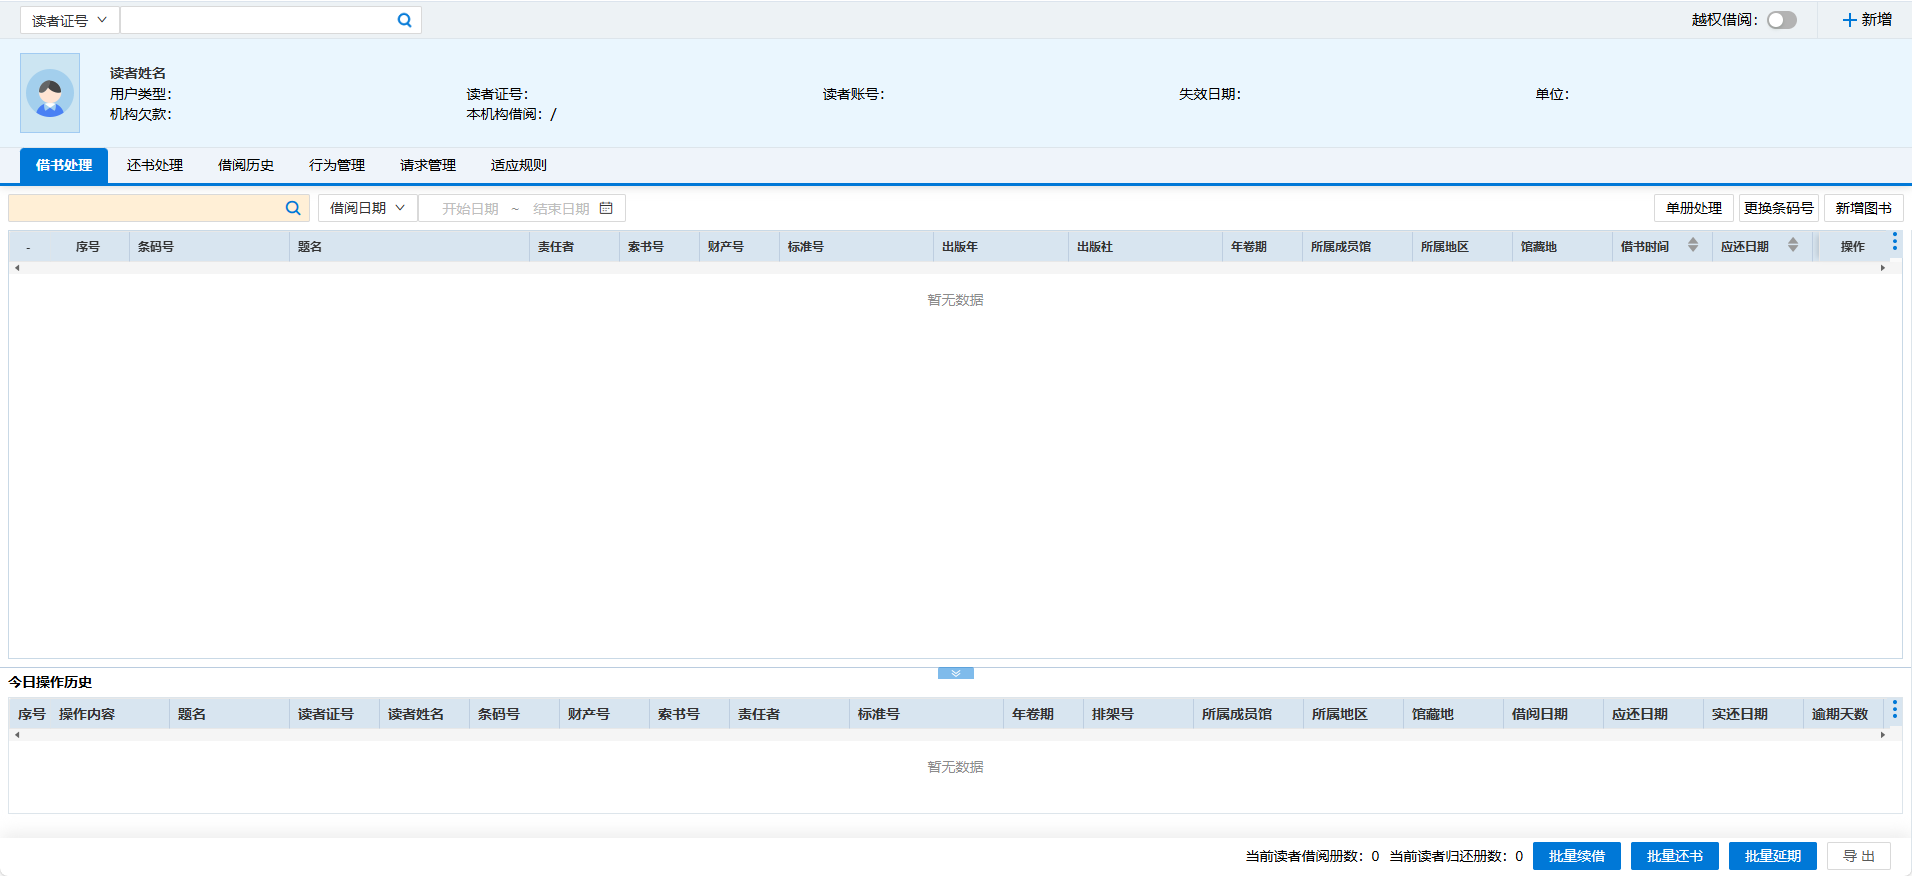 读者证号
越权借阅：
新增
读者姓名
用户类型：
读者证号：
读者账号：
失效日期：
单位：
机构欠款：
本机构借阅：/
借书处理
还书处理
借阅历史
行为管理
请求管理
适应规则
借阅日期
开始日期 ~ 结束日期
单册处理
更换条码号
新增图书
- 序号 条码号 题名 责任者 索书号 财产号 标准号 出版年 出版社 年卷期 所属成员馆 所属地区 馆藏地 借书时间 应还日期 操作
暂无数据
今日操作历史
序号 操作内容 题名 读者证号 读者姓名 条码号 财产号 索书号 责任者 标准号 年卷期 排架号 所属成员馆 所属地区 馆藏地 借阅日期 应还日期 实还日期 逾期天数
暂无数据
当前读者借阅册数：0 当前读者归还册数：0
批量续借
批量还书
批量延期
导 出